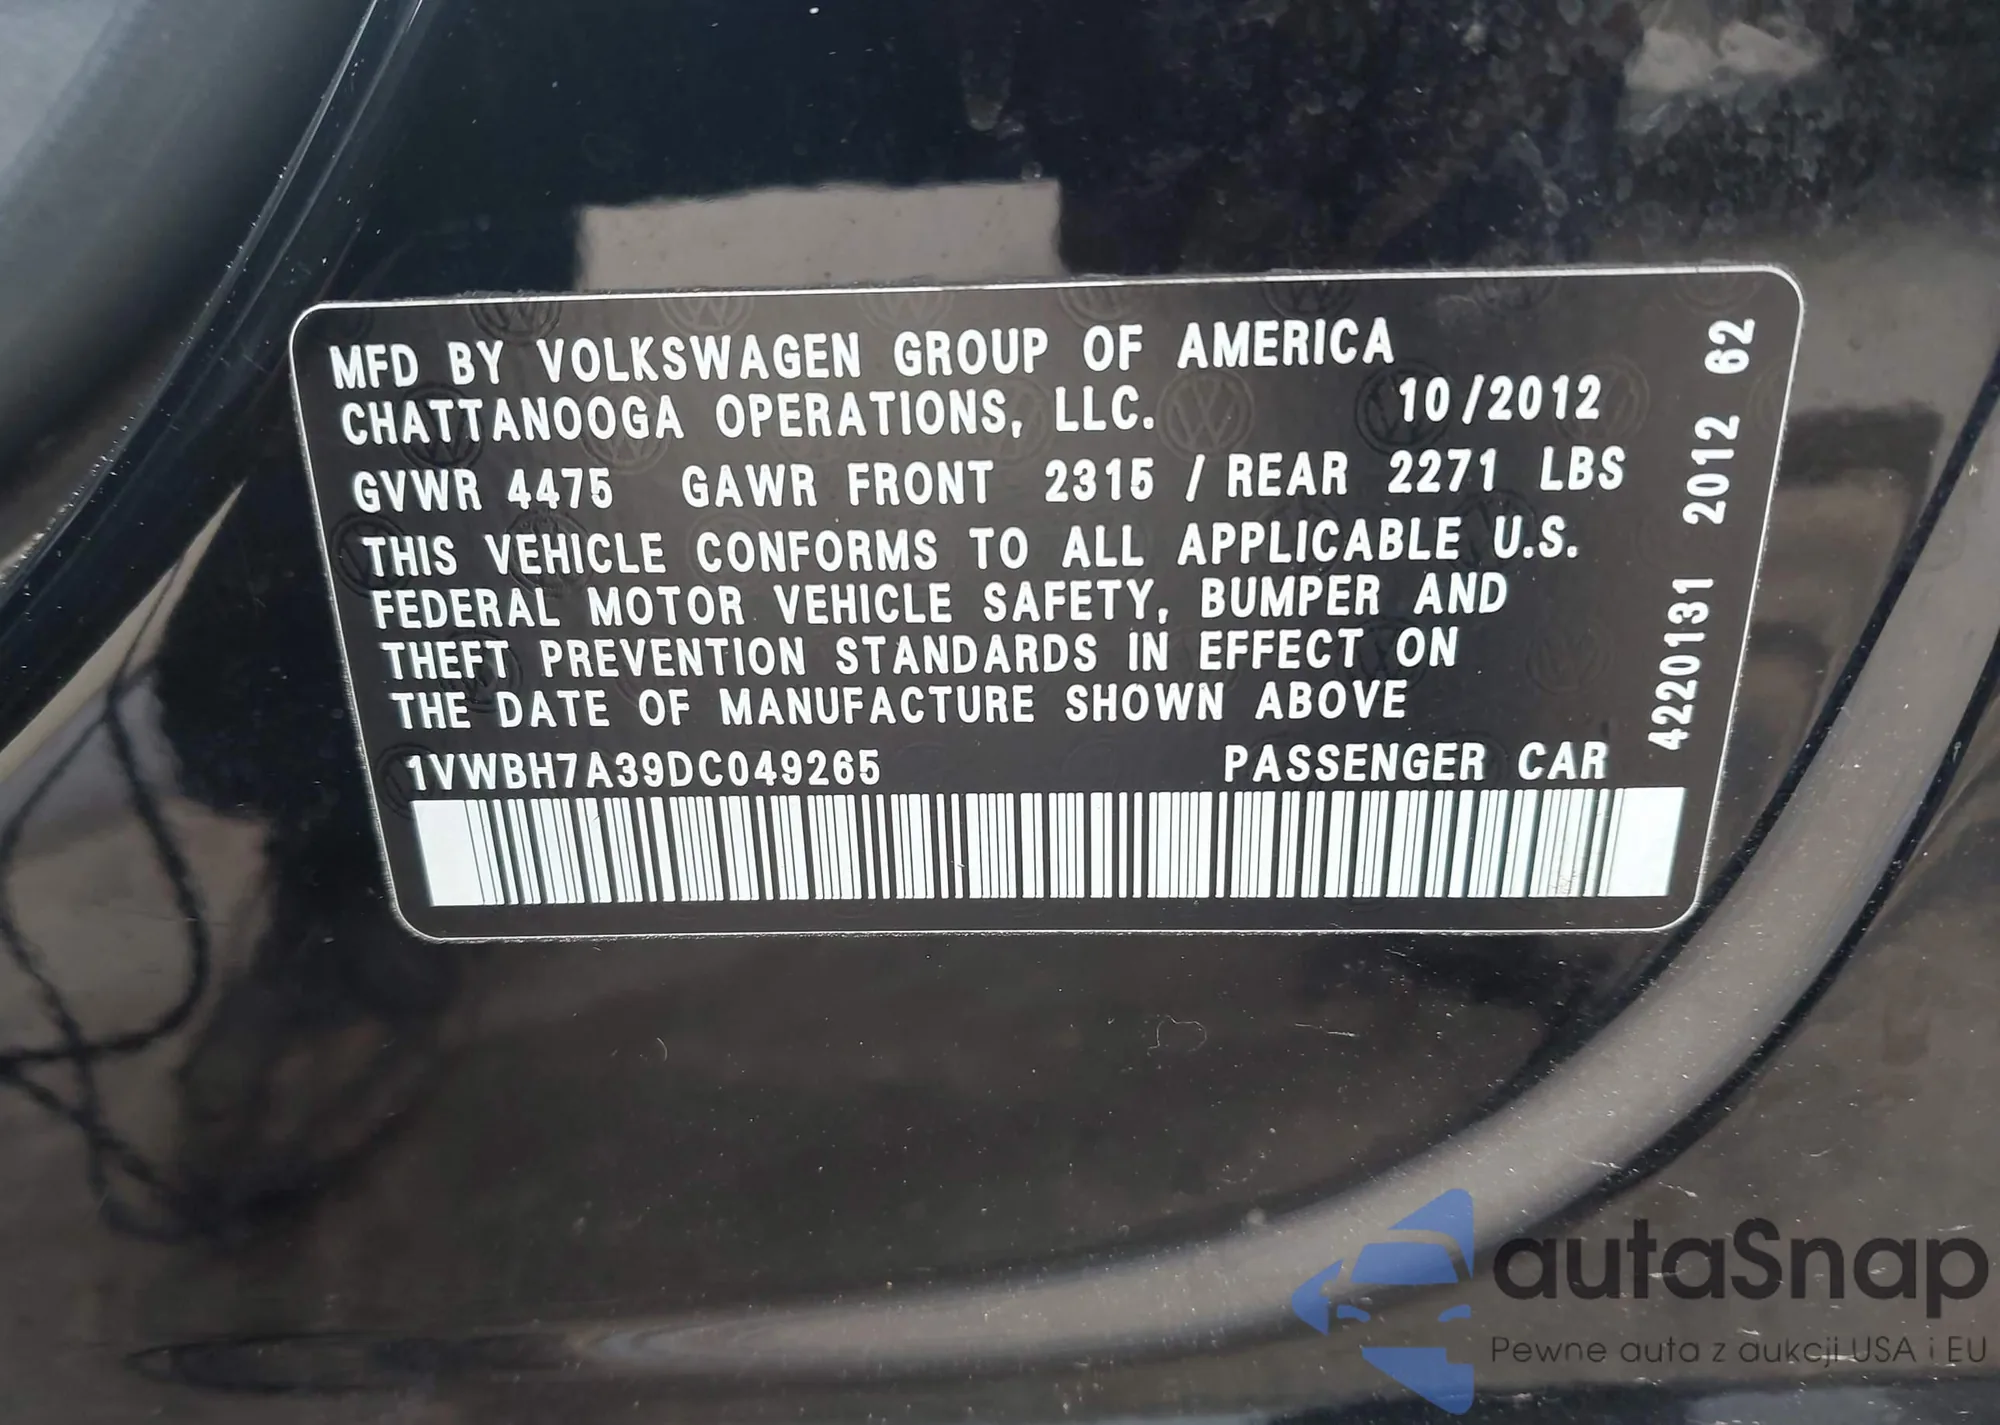 MFD BY VOLKSWAGEN GROUP OF AMERICA
CHATTANOOGA OPERATIONS, LLC. 10/2012
GVWR 4475 GAWR FRONT 2315 / REAR 2271 LBS
THIS VEHICLE CONFORMS TO ALL APPLICABLE U.S.
FEDERAL MOTOR VEHICLE SAFETY, BUMPER AND
THEFT PREVENTION STANDARDS IN EFFECT ON
THE DATE OF MANUFACTURE SHOWN ABOVE
1VWBH7A39DC049265 PASSENGER CAR
4220131 2012 62
autaSnap
Pewne auta z aukcji USA i EU